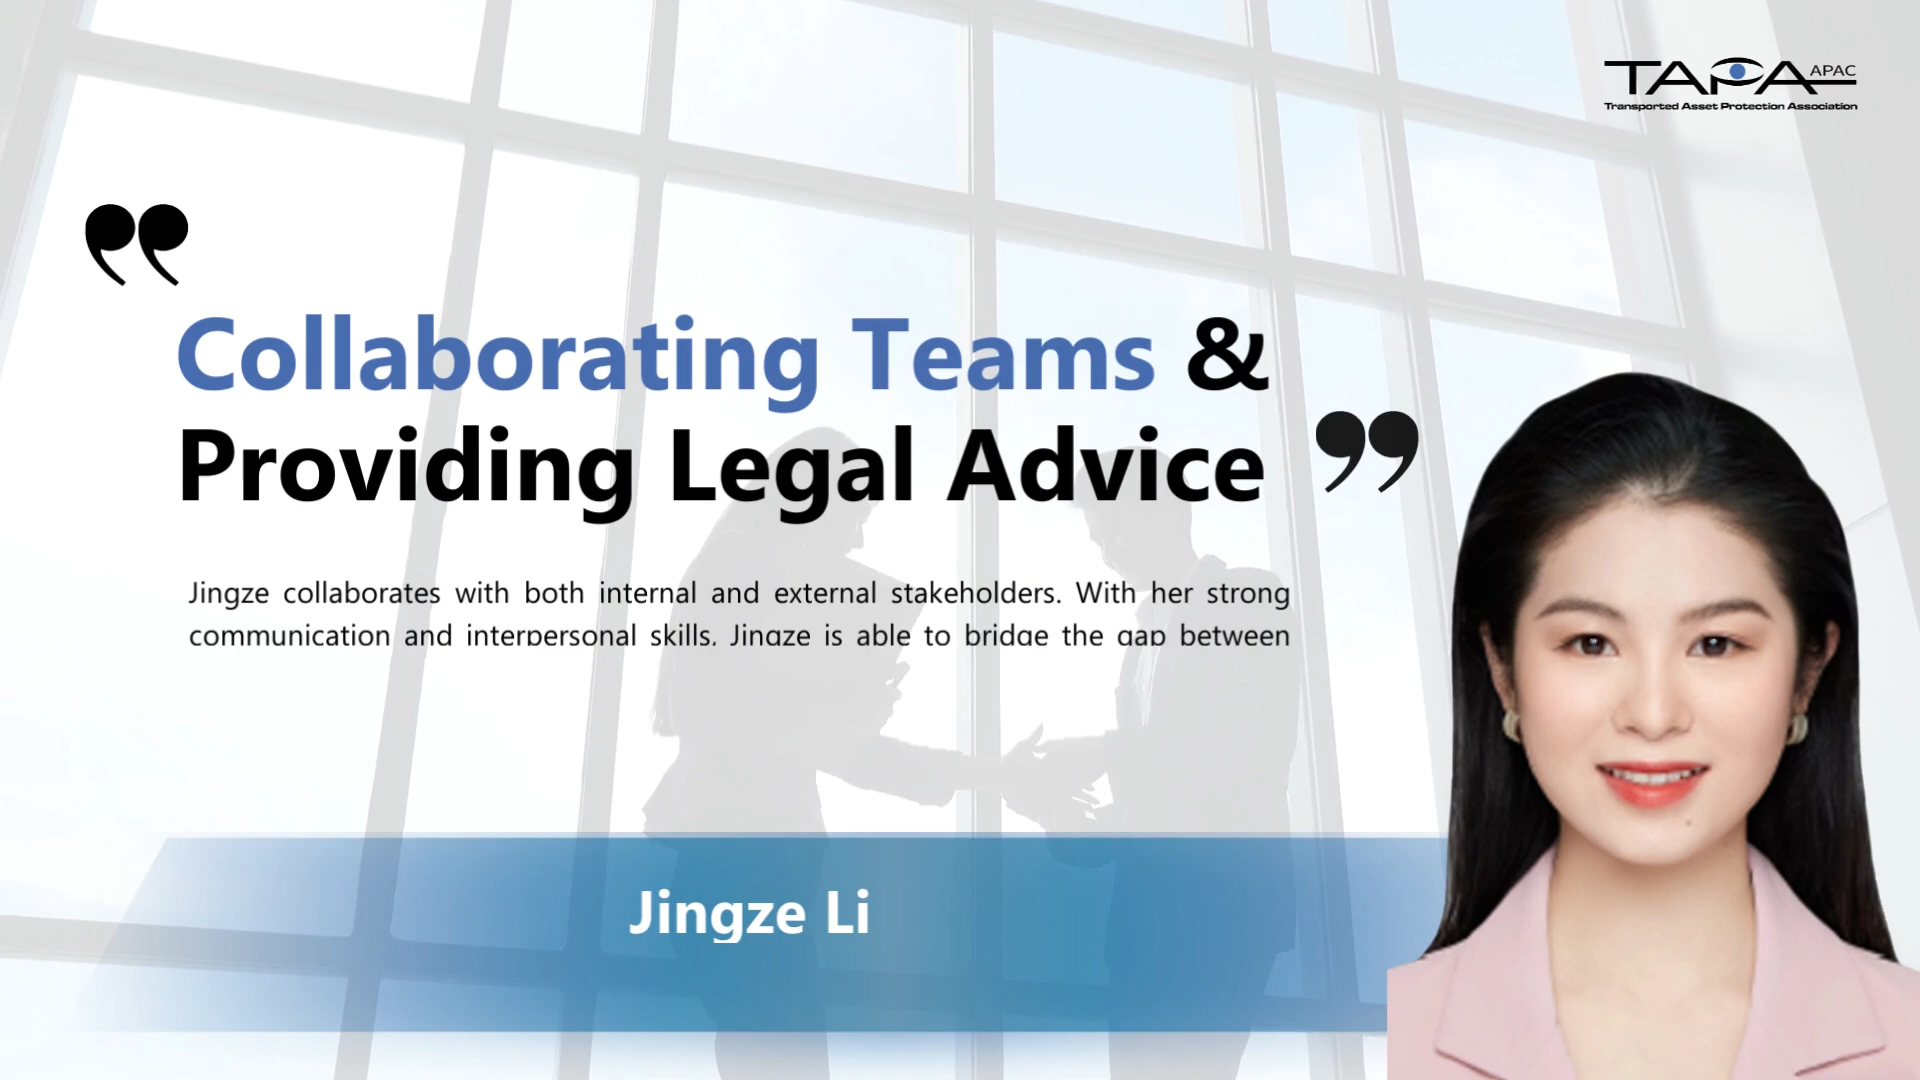 TAPA APAC
Transported Asset Protection Association
Collaborating Teams &
Providing Legal Advice
Jingze collaborates with both internal and external stakeholders. With her strong
communication and interpersonal skills, Jingze is able to bridge the gap between
Jingze Li